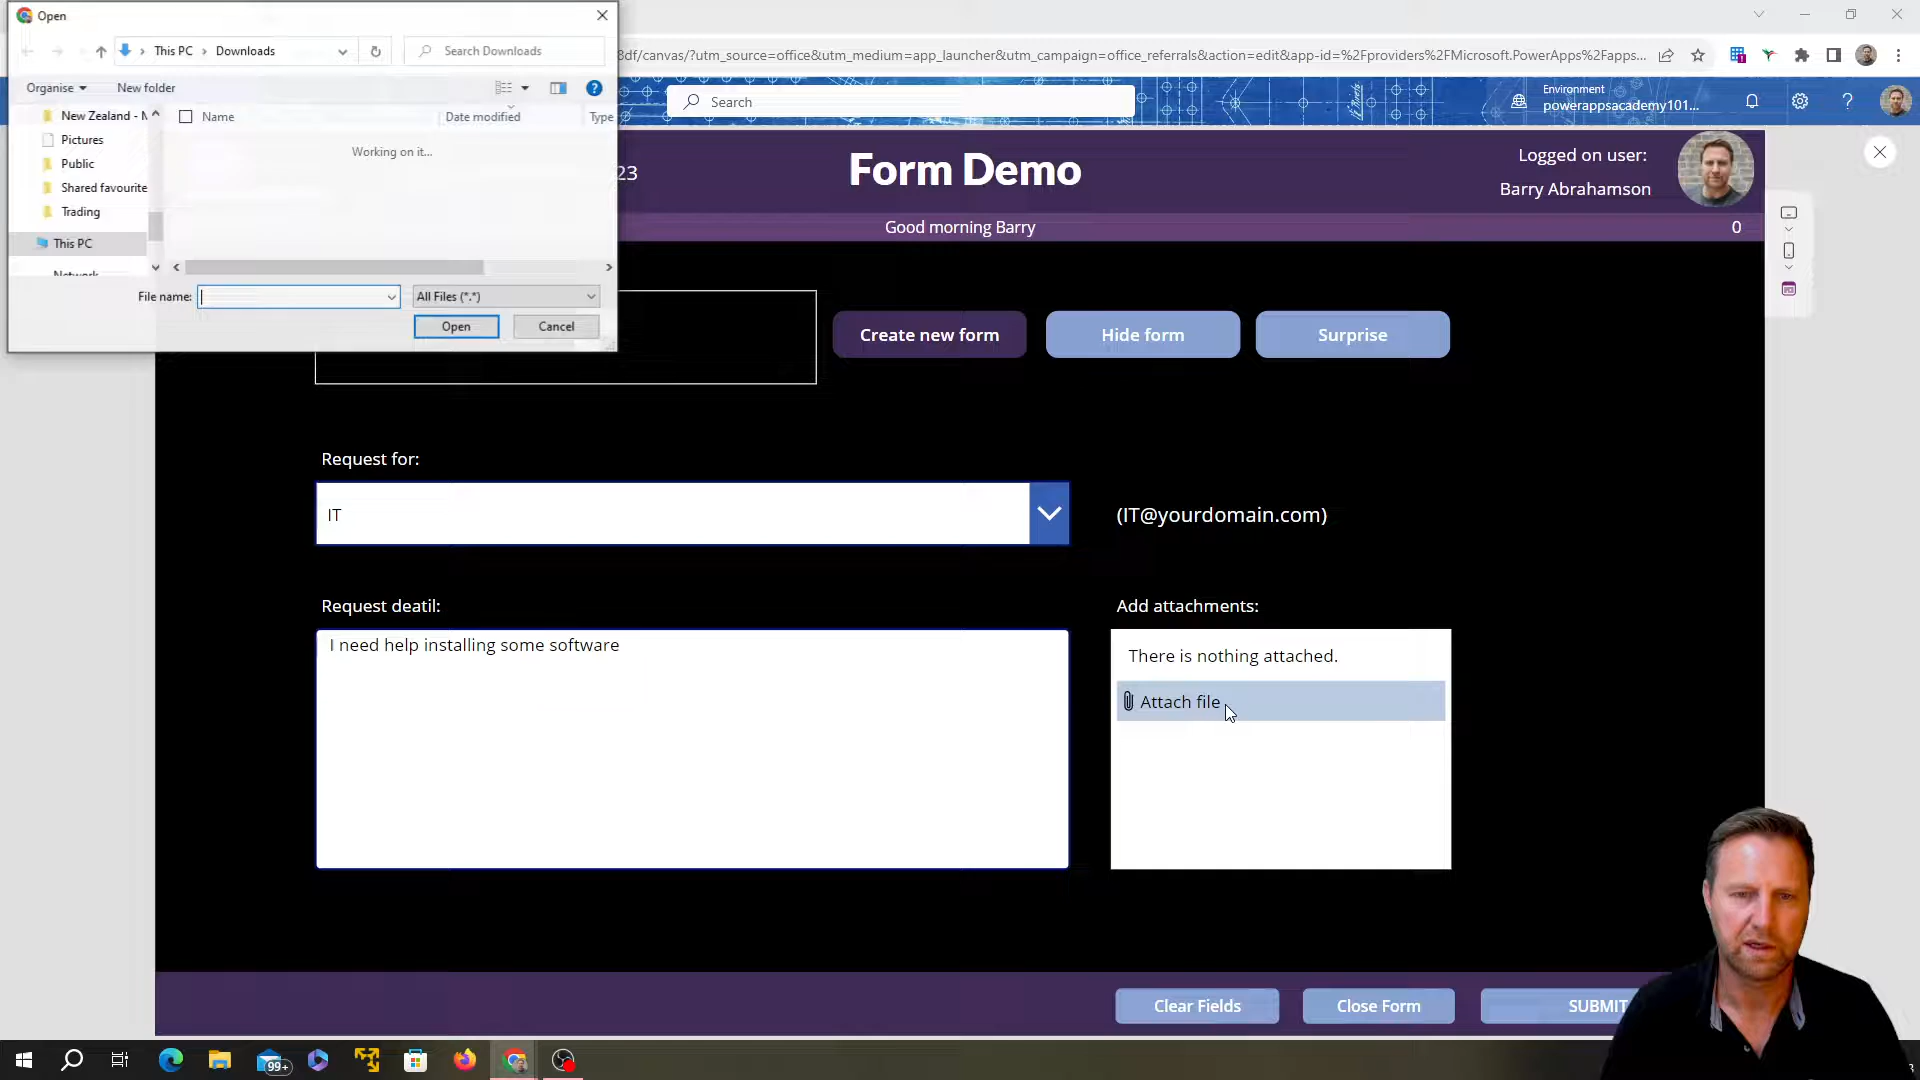 Open
This PC > Downloads
Search Downloads
8df/canvas/?utm_source=office&utm_medium=app_launcher&utm_campaign=office_referrals&action=edit&app-id=%2Fproviders%2FMicrosoft.PowerApps%2Fapps...
Organise
New folder
New Zealand - N
Name
Date modified
Type
Pictures
Working on it...
Public
Shared favourite
Trading
This PC
Network
File name:
All Files (*.*)
Open
Cancel
Search
Environment
powerappsacademy101...
23
Form Demo
Logged on user:
Barry Abrahamson
Good morning Barry
0
Create new form
Hide form
Surprise
Request for:
IT
(IT@yourdomain.com)
Request deatil:
Add attachments:
I need help installing some software
There is nothing attached.
Attach file
Clear Fields
Close Form
SUBMIT
99+